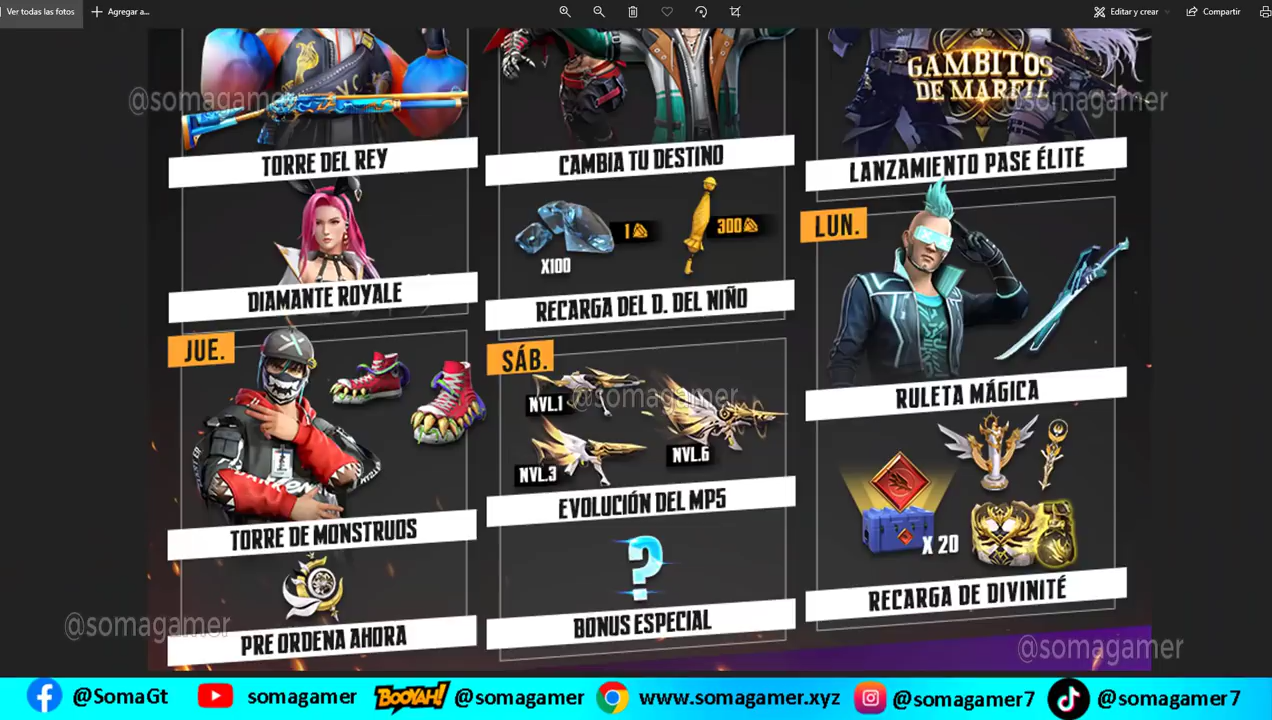 Ver todas las fotos
Agregar a...
Editar y crear
Compartir
@somagamer
GAMBITOS
DE MARFIL
@somagamer
TORRE DEL REY
CAMBIA TU DESTINO
LANZAMIENTO PASE ÉLITE
DIAMANTE ROYALE
X100
1
300
RECARGA DEL D. DEL NIÑO
LUN.
RULETA MÁGICA
JUE.
TORRE DE MONSTRUOS
SÁB.
@somagamer
NVL.1
NVL.3
NVL.6
EVOLUCIÓN DEL MP5
X 20
RECARGA DE DIVINITÉ
PRE ORDENA AHORA
?
BONUS ESPECIAL
@somagamer
@somagamer
@SomaGt
somagamer
BOOYAH!
@somagamer
www.somagamer.xyz
@somagamer7
@somagamer7